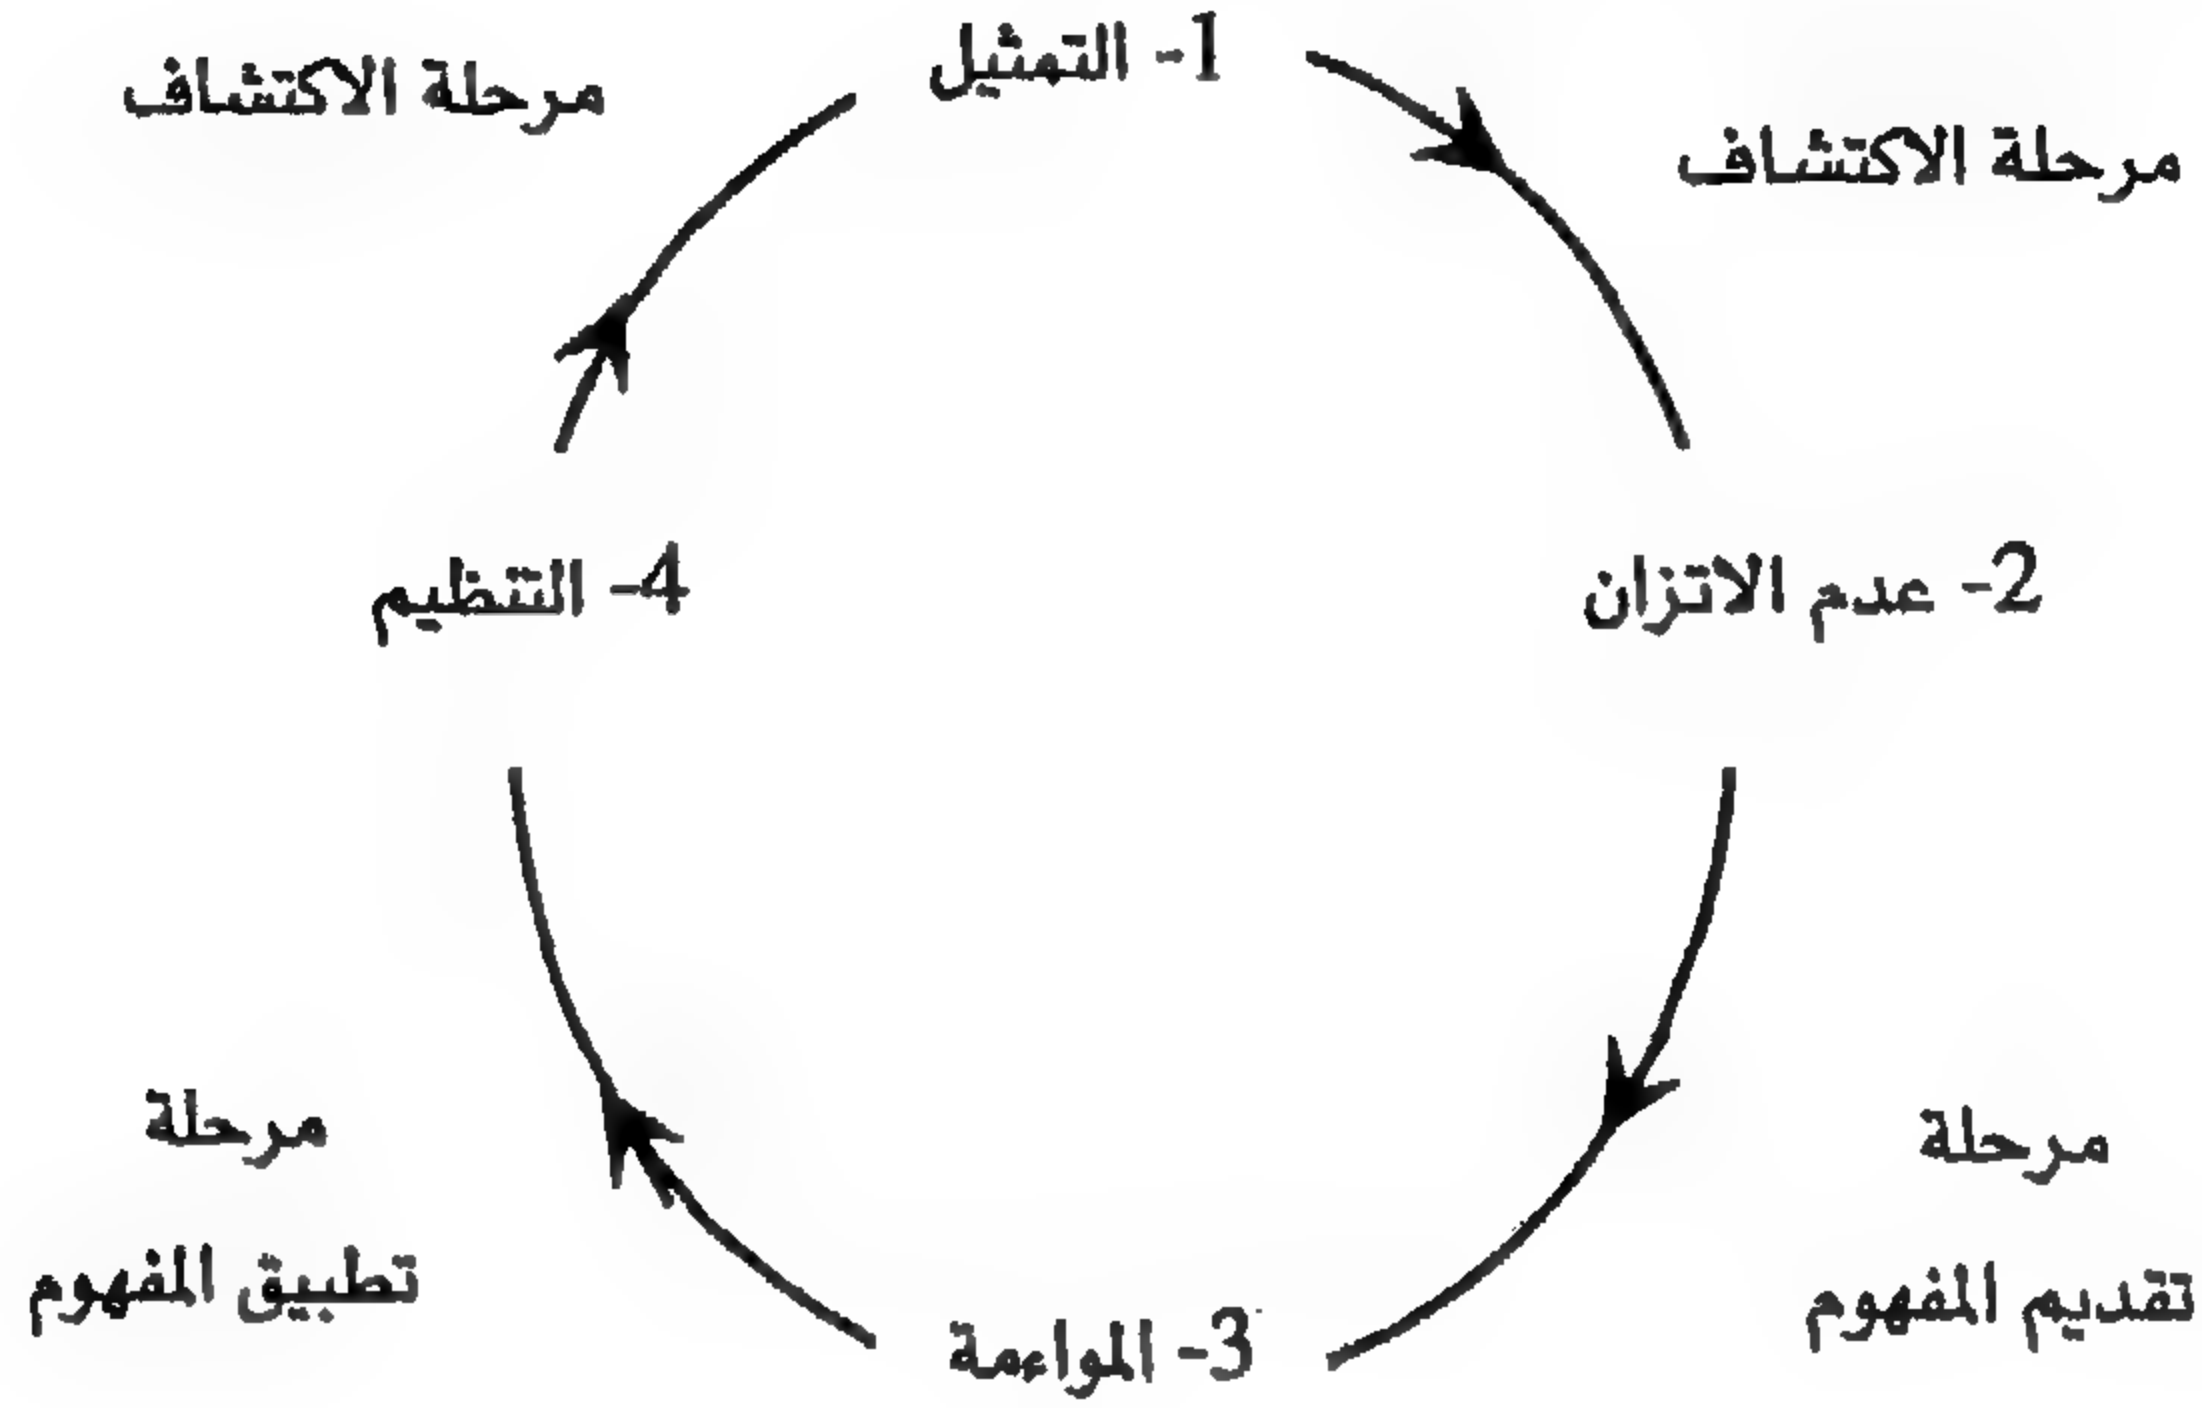 1- التمثيل
مرحلة الاكتشاف
مرحلة الاكتشاف
2- عدم الاتزان
4- التنظيم
مرحلة
تقديم المفهوم
مرحلة
تطبيق المفهوم
3- المواءمة